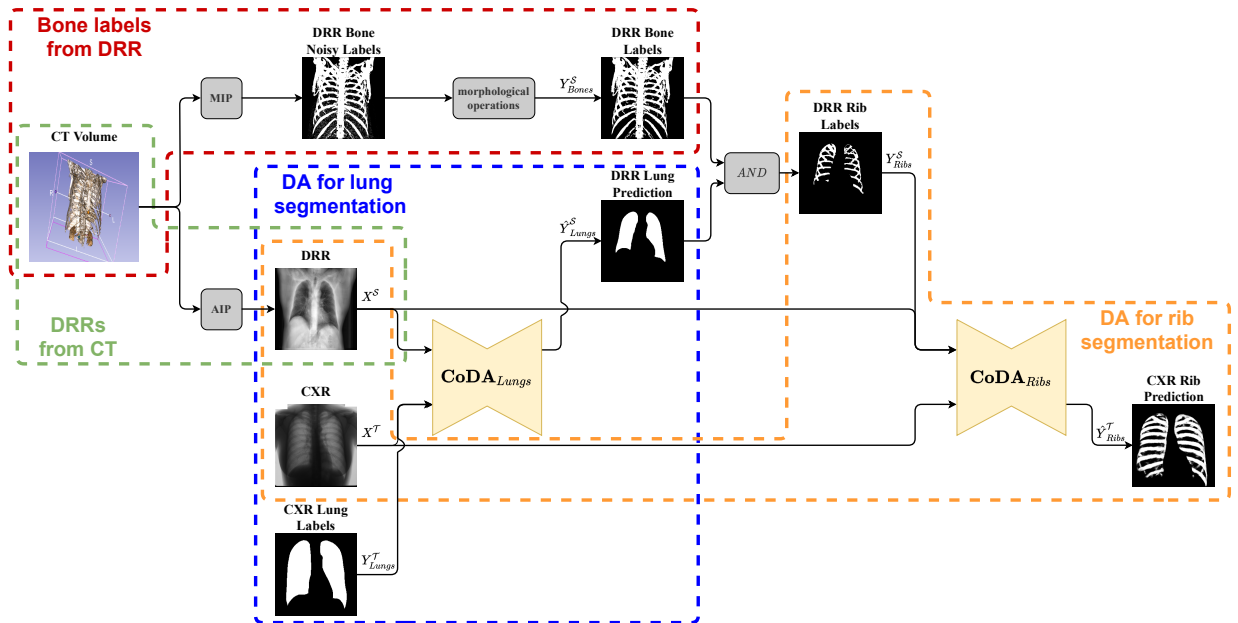 Bone labels
from DRR
DRR Bone
Noisy Labels
DRR Bone
Labels
MIP
morphological
operations
Y^S_Bones
CT Volume
DRR Rib
Labels
Y^S_Ribs
AND
DA for lung
segmentation
DRR Lung
Prediction
Ŷ^S_Lungs
DRR
AIP
X^S
DRRs
from CT
DA for rib
segmentation
CoDA_Lungs
CoDA_Ribs
CXR
X^T
CXR Rib
Prediction
Ŷ^T_Ribs
CXR Lung
Labels
Y^T_Lungs